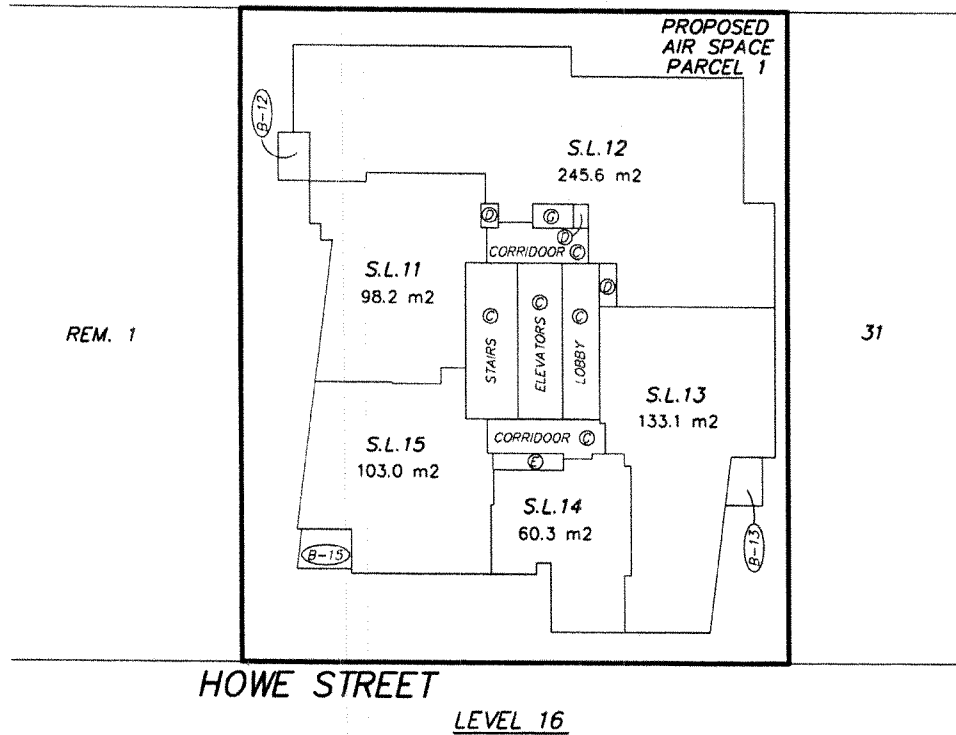 PROPOSED
AIR SPACE
PARCEL 1
B-12
S.L.12
245.6 m2
D
C
D
CORRIDOOR C
S.L.11
98.2 m2
D
REM. 1
STAIRS C
ELEVATORS C
LOBBY C
31
S.L.13
133.1 m2
CORRIDOOR C
S.L.15
103.0 m2
E
S.L.14
60.3 m2
B-15
B-13
HOWE STREET
LEVEL 16